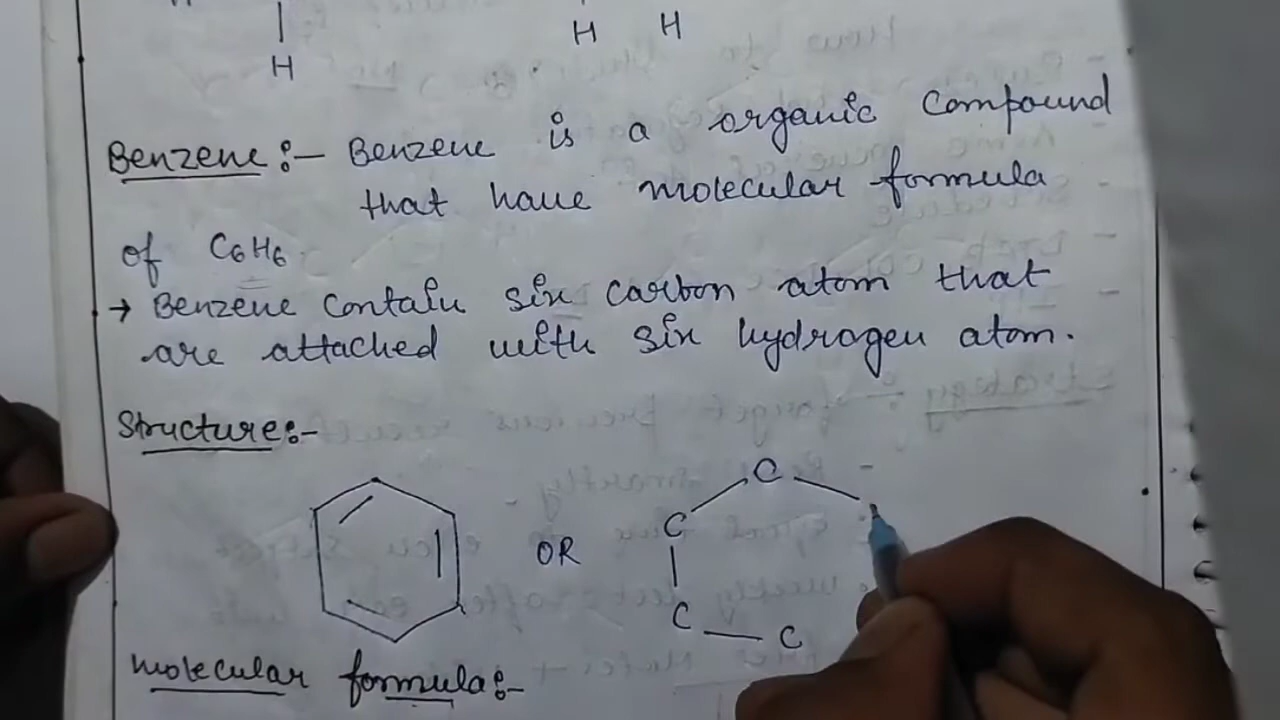 H H
H
Benzene:- Benzene is a organic compound
that have molecular formula
of C6H6
→ Benzene contain six carbon atom that
are attached with six hydrogen atom.
Structure:-
C
C
OR
C C
molecular formula:-